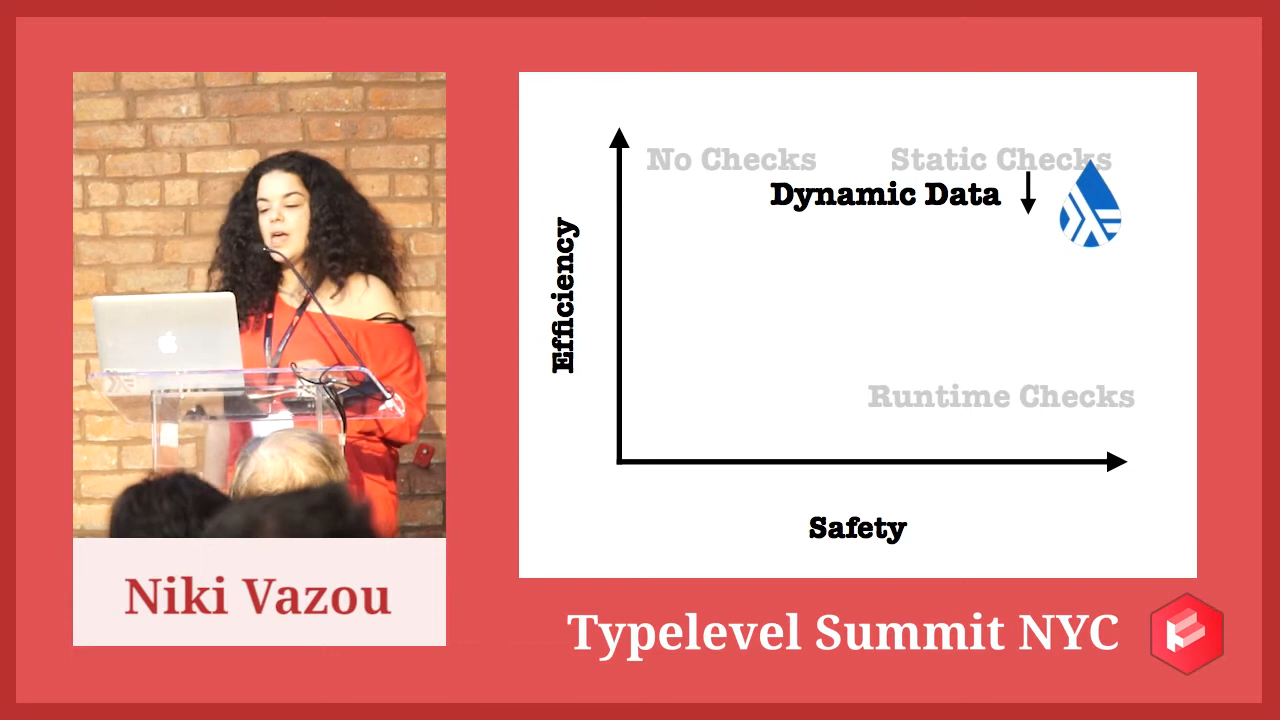 Niki Vazou
No Checks
Static Checks
Dynamic Data
Efficiency
Runtime Checks
Safety
Typelevel Summit NYC